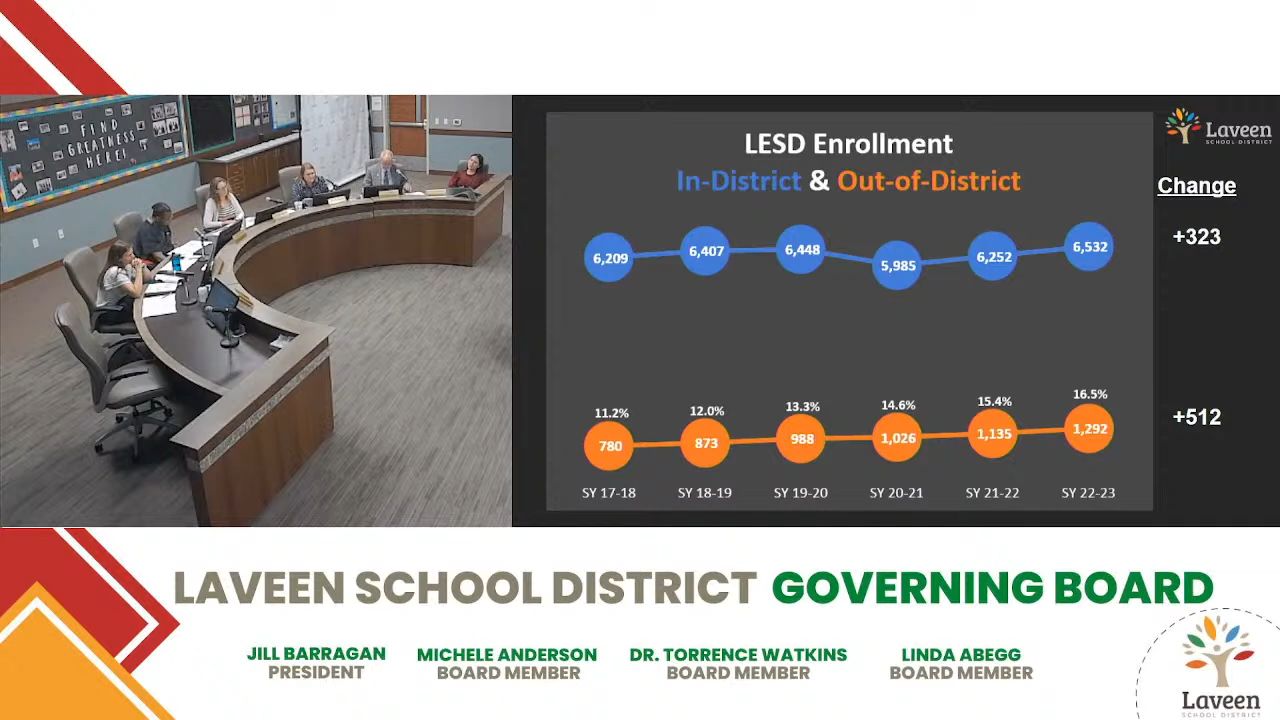 FIND
GREATNESS
HERE!
LESD Enrollment
In-District & Out-of-District
Laveen
SCHOOL DISTRICT
Change
+323
+512
6,209
6,407
6,448
5,985
6,252
6,532
11.2%
12.0%
13.3%
14.6%
15.4%
16.5%
780
873
988
1,026
1,135
1,292
SY 17-18
SY 18-19
SY 19-20
SY 20-21
SY 21-22
SY 22-23
LAVEEN SCHOOL DISTRICT GOVERNING BOARD
JILL BARRAGAN
PRESIDENT
MICHELE ANDERSON
BOARD MEMBER
DR. TORRENCE WATKINS
BOARD MEMBER
LINDA ABEGG
BOARD MEMBER
Laveen
SCHOOL DISTRICT